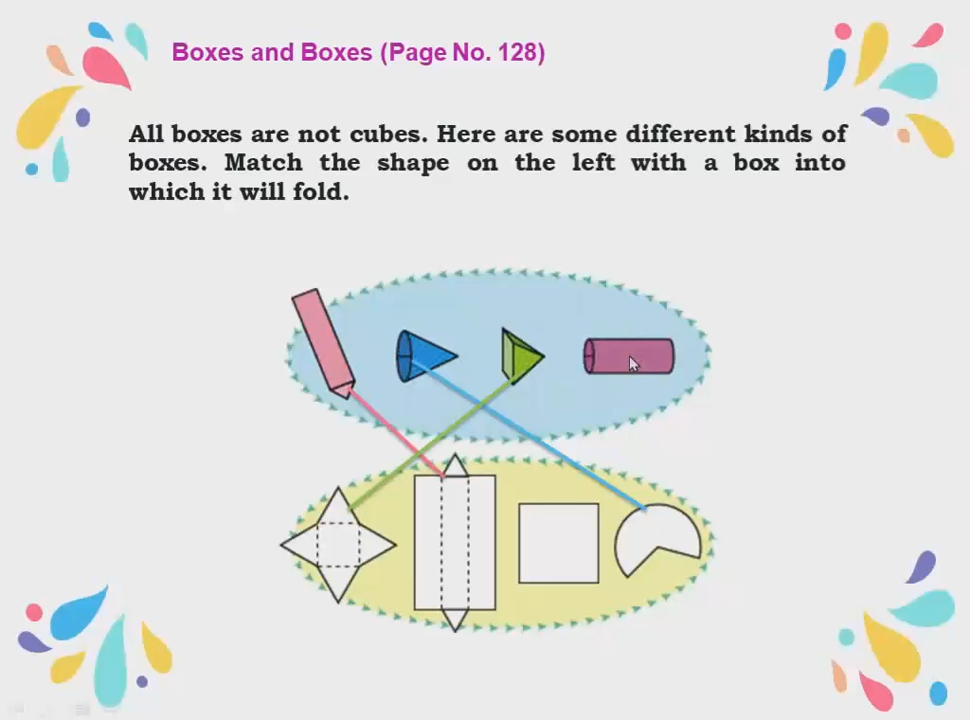 Boxes and Boxes (Page No. 128)
All boxes are not cubes. Here are some different kinds of
boxes. Match the shape on the left with a box into
which it will fold.